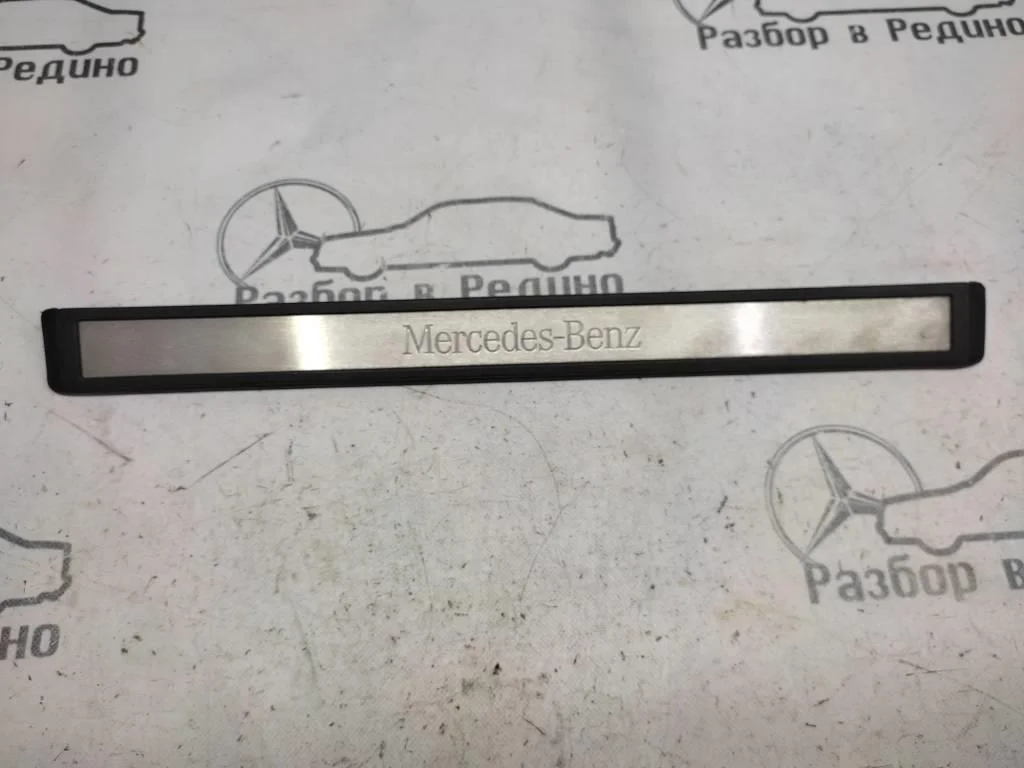 Редино
Разбор в Редино
Разбор в Редино
Mercedes-Benz
Разбор в
но